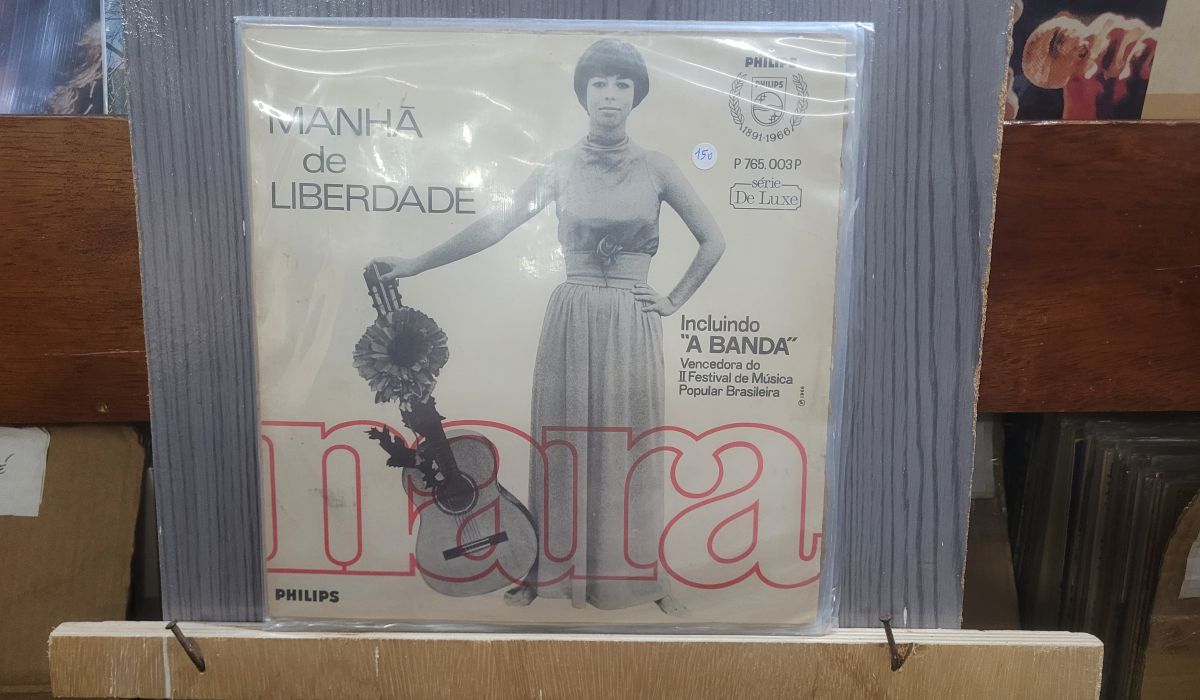 MANHÃ
de
LIBERDADE
PHILIPS
PHILIPS
1891-1966
150
P 765.003 P
série
De Luxe
Incluindo
"A BANDA"
Vencedora do
II Festival de Música
Popular Brasileira
℗ 1966
nara
PHILIPS